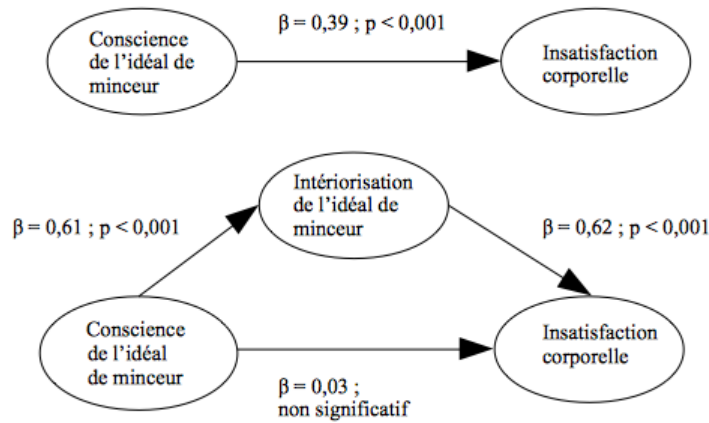 Conscience
de l’idéal de
minceur
β = 0,39 ; p < 0,001
Insatisfaction
corporelle
Intériorisation
de l’idéal de
minceur
β = 0,61 ; p < 0,001
β = 0,62 ; p < 0,001
Conscience
de l’idéal
de minceur
β = 0,03 ;
non significatif
Insatisfaction
corporelle